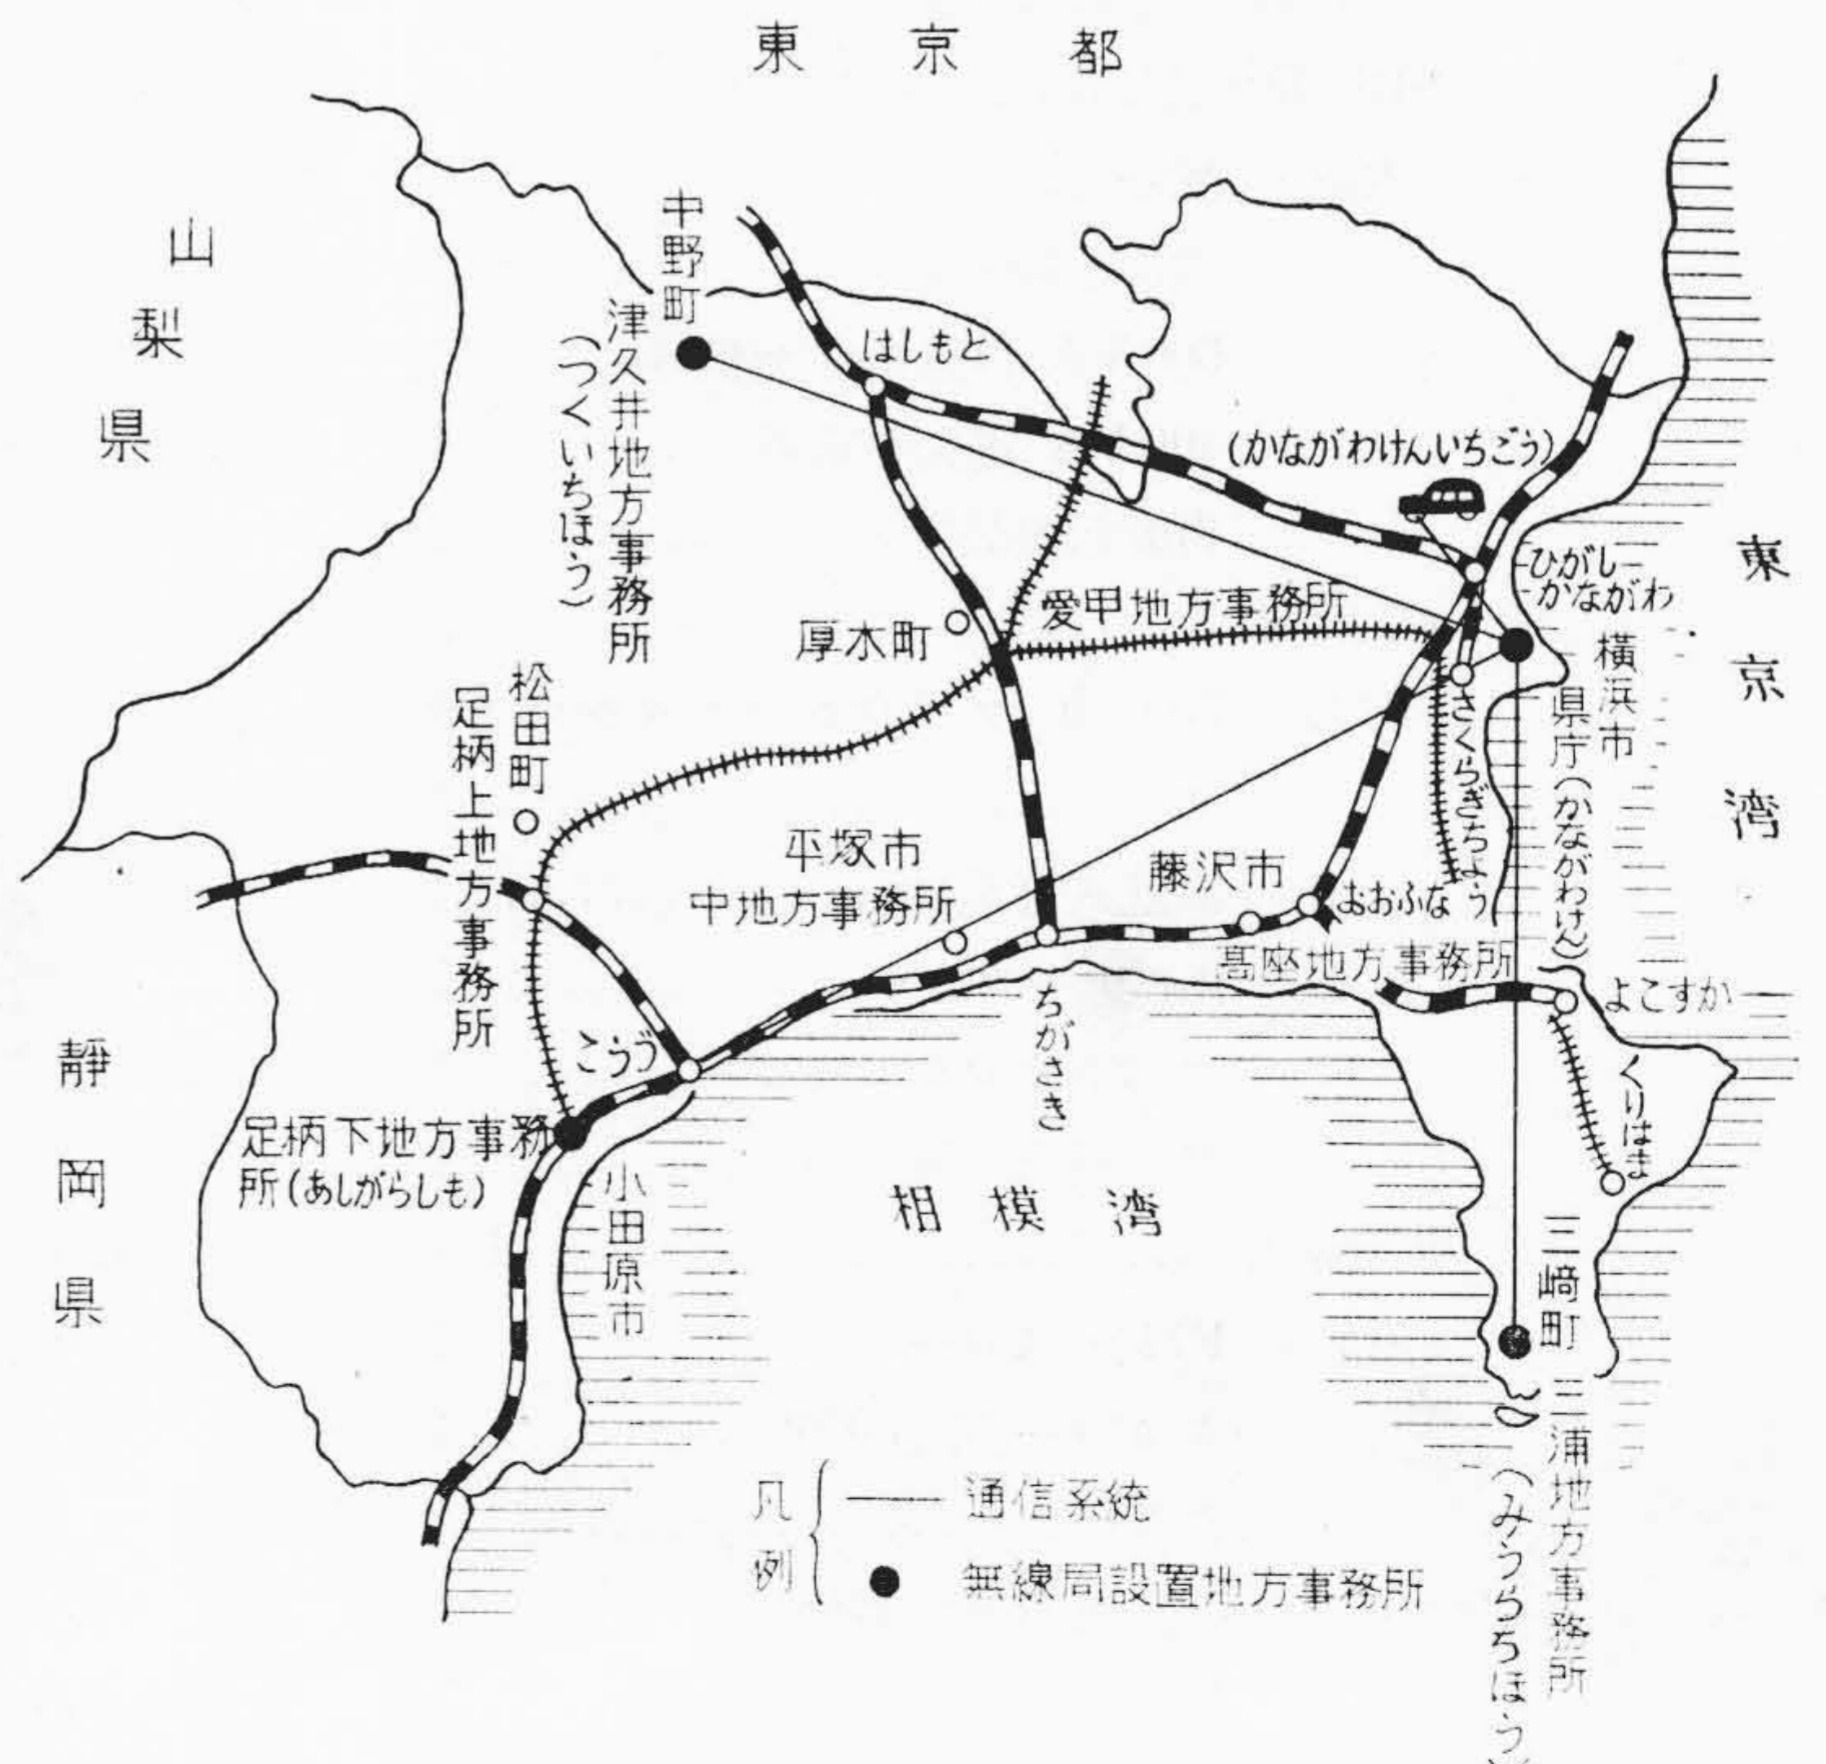 東京都
山梨県
中野町
津久井地方事務所
(つくいちほう)
はしもと
(かながわけんいちごう)
ひがし
かながわ
東京湾
愛甲地方事務所
厚木町
横浜市
県庁(かながわけん)
さくらぎちよう
松田町
足柄上地方事務所
平塚市
中地方事務所
藤沢市
おおふな
高座地方事務所
よこすか
ちがさき
こうづ
くりはま
静岡県
足柄下地方事務
所(あしがらしも)
小田原市
相模湾
三崎町
三浦地方事務所
(みうらちほう)
凡例
通信系統
無線局設置地方事務所